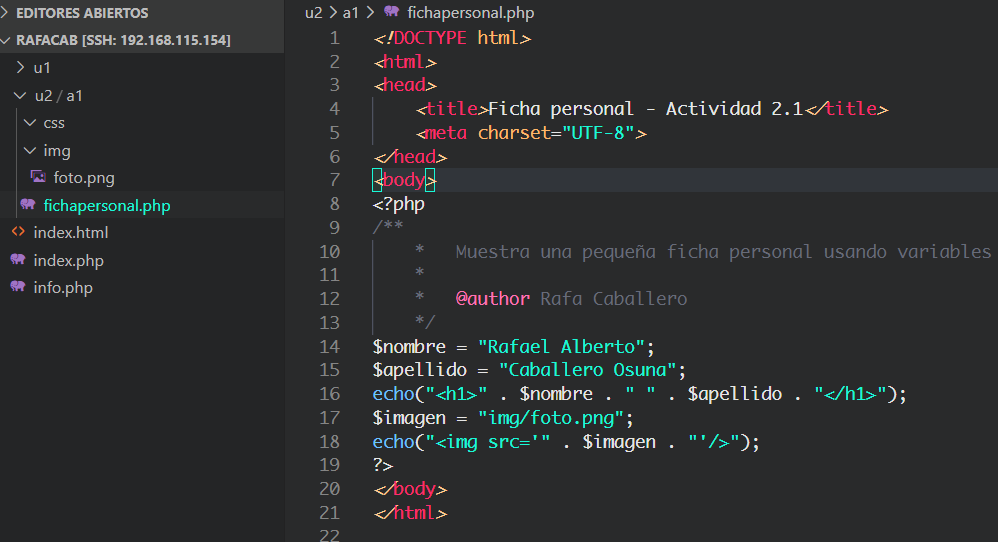 EDITORES ABIERTOS
RAFACAB [SSH: 192.168.115.154]
u1
u2 / a1
css
img
foto.png
fichapersonal.php
index.html
index.php
info.php
u2 > a1 > fichapersonal.php
1 <!DOCTYPE html>
2 <html>
3 <head>
4 <title>Ficha personal - Actividad 2.1</title>
5 <meta charset="UTF-8">
6 </head>
7 <body>
8 <?php
9 /**
10 * Muestra una pequeña ficha personal usando variables
11 *
12 * @author Rafa Caballero
13 */
14 $nombre = "Rafael Alberto";
15 $apellido = "Caballero Osuna";
16 echo("<h1>" . $nombre . " " . $apellido . "</h1>");
17 $imagen = "img/foto.png";
18 echo("<img src='" . $imagen . "'/>");
19 ?>
20 </body>
21 </html>
22